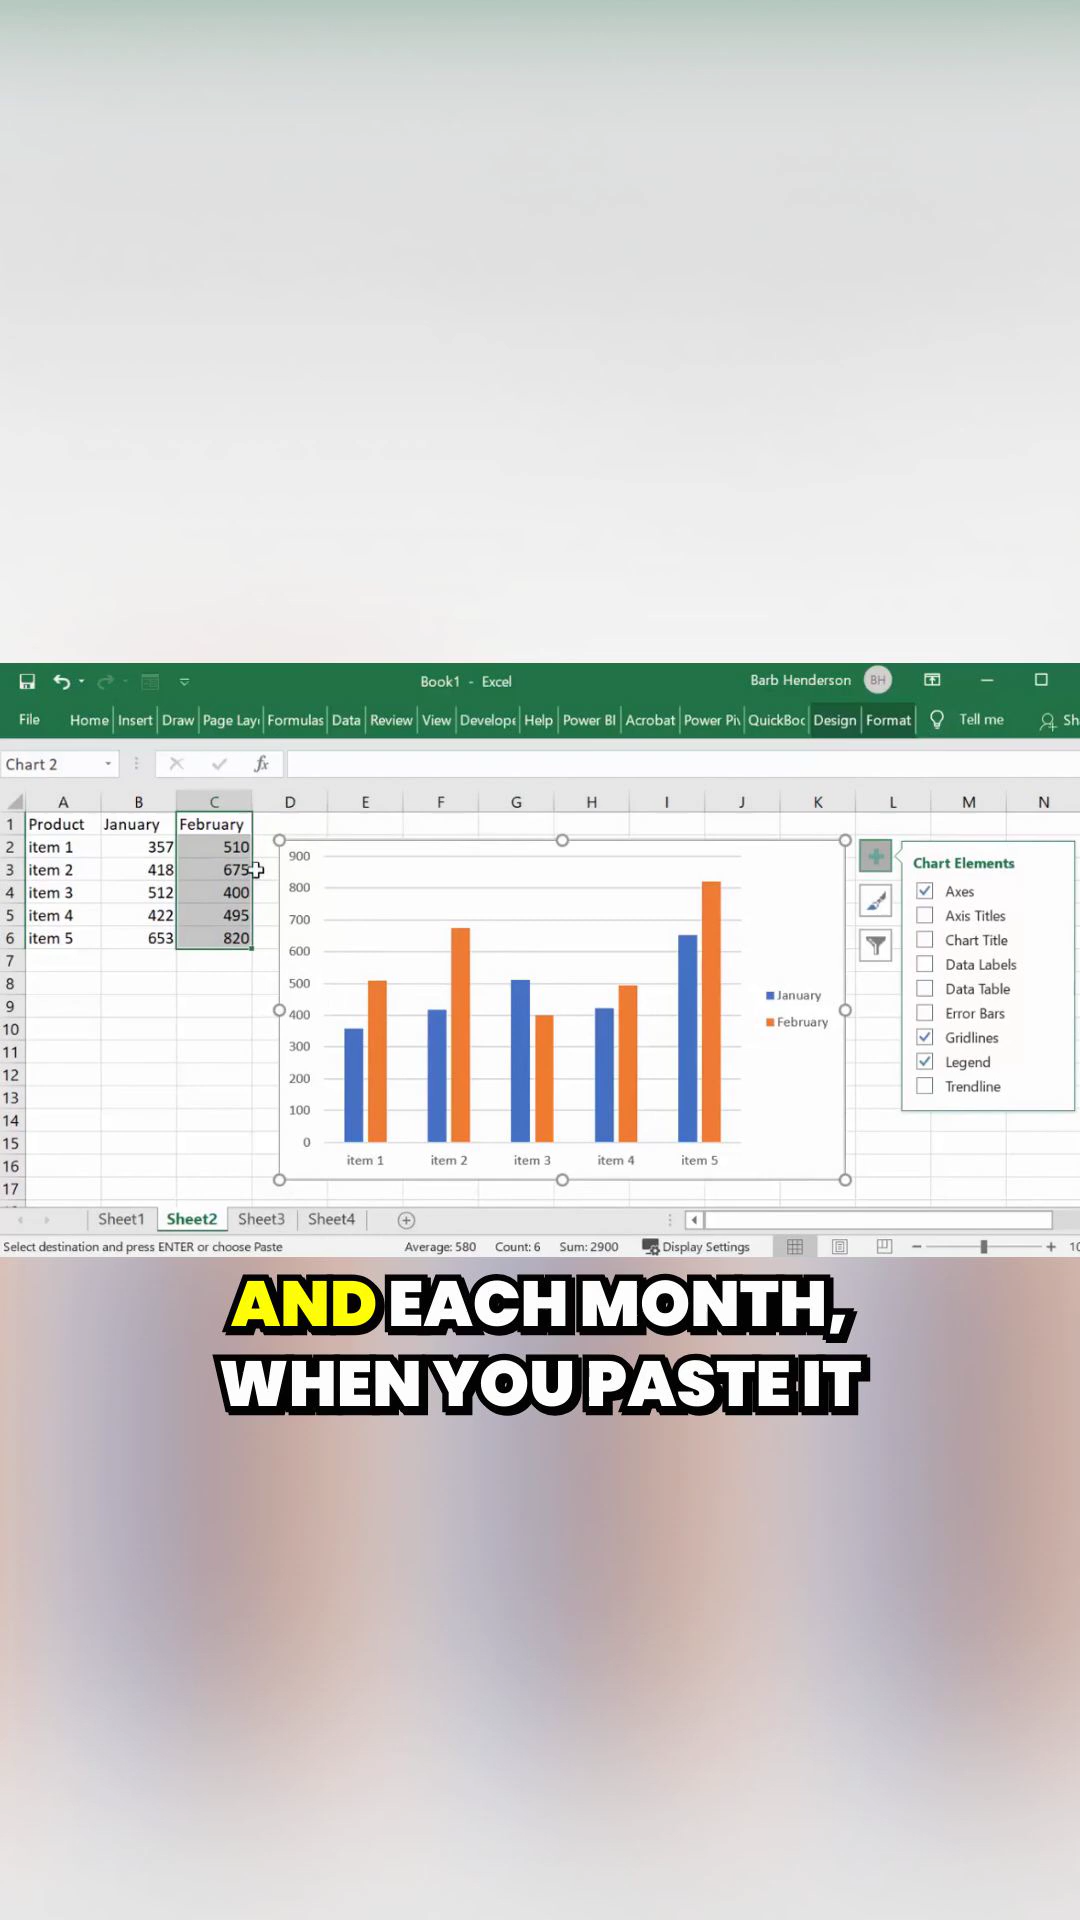 Book1 - Excel
Barb Henderson BH
File Home Insert Draw Page Lay Formulas Data Review View Develope Help Power BI Acrobat Power Piv QuickBoo Design Format Tell me Sh
Chart 2 fx
A B C D E F G H I J K L M N
1 Product January February
2 item 1 357 510
3 item 2 418 675
4 item 3 512 400
5 item 4 422 495
6 item 5 653 820
7
8
9
10
11
12
13
14
15
16
17
900
800
700
600
500
400
300
200
100
0
item 1 item 2 item 3 item 4 item 5
January
February
Chart Elements
Axes
Axis Titles
Chart Title
Data Labels
Data Table
Error Bars
Gridlines
Legend
Trendline
Sheet1 Sheet2 Sheet3 Sheet4
Select destination and press ENTER or choose Paste Average: 580 Count: 6 Sum: 2900 Display Settings 10
AND EACH MONTH,
WHEN YOU PASTE IT